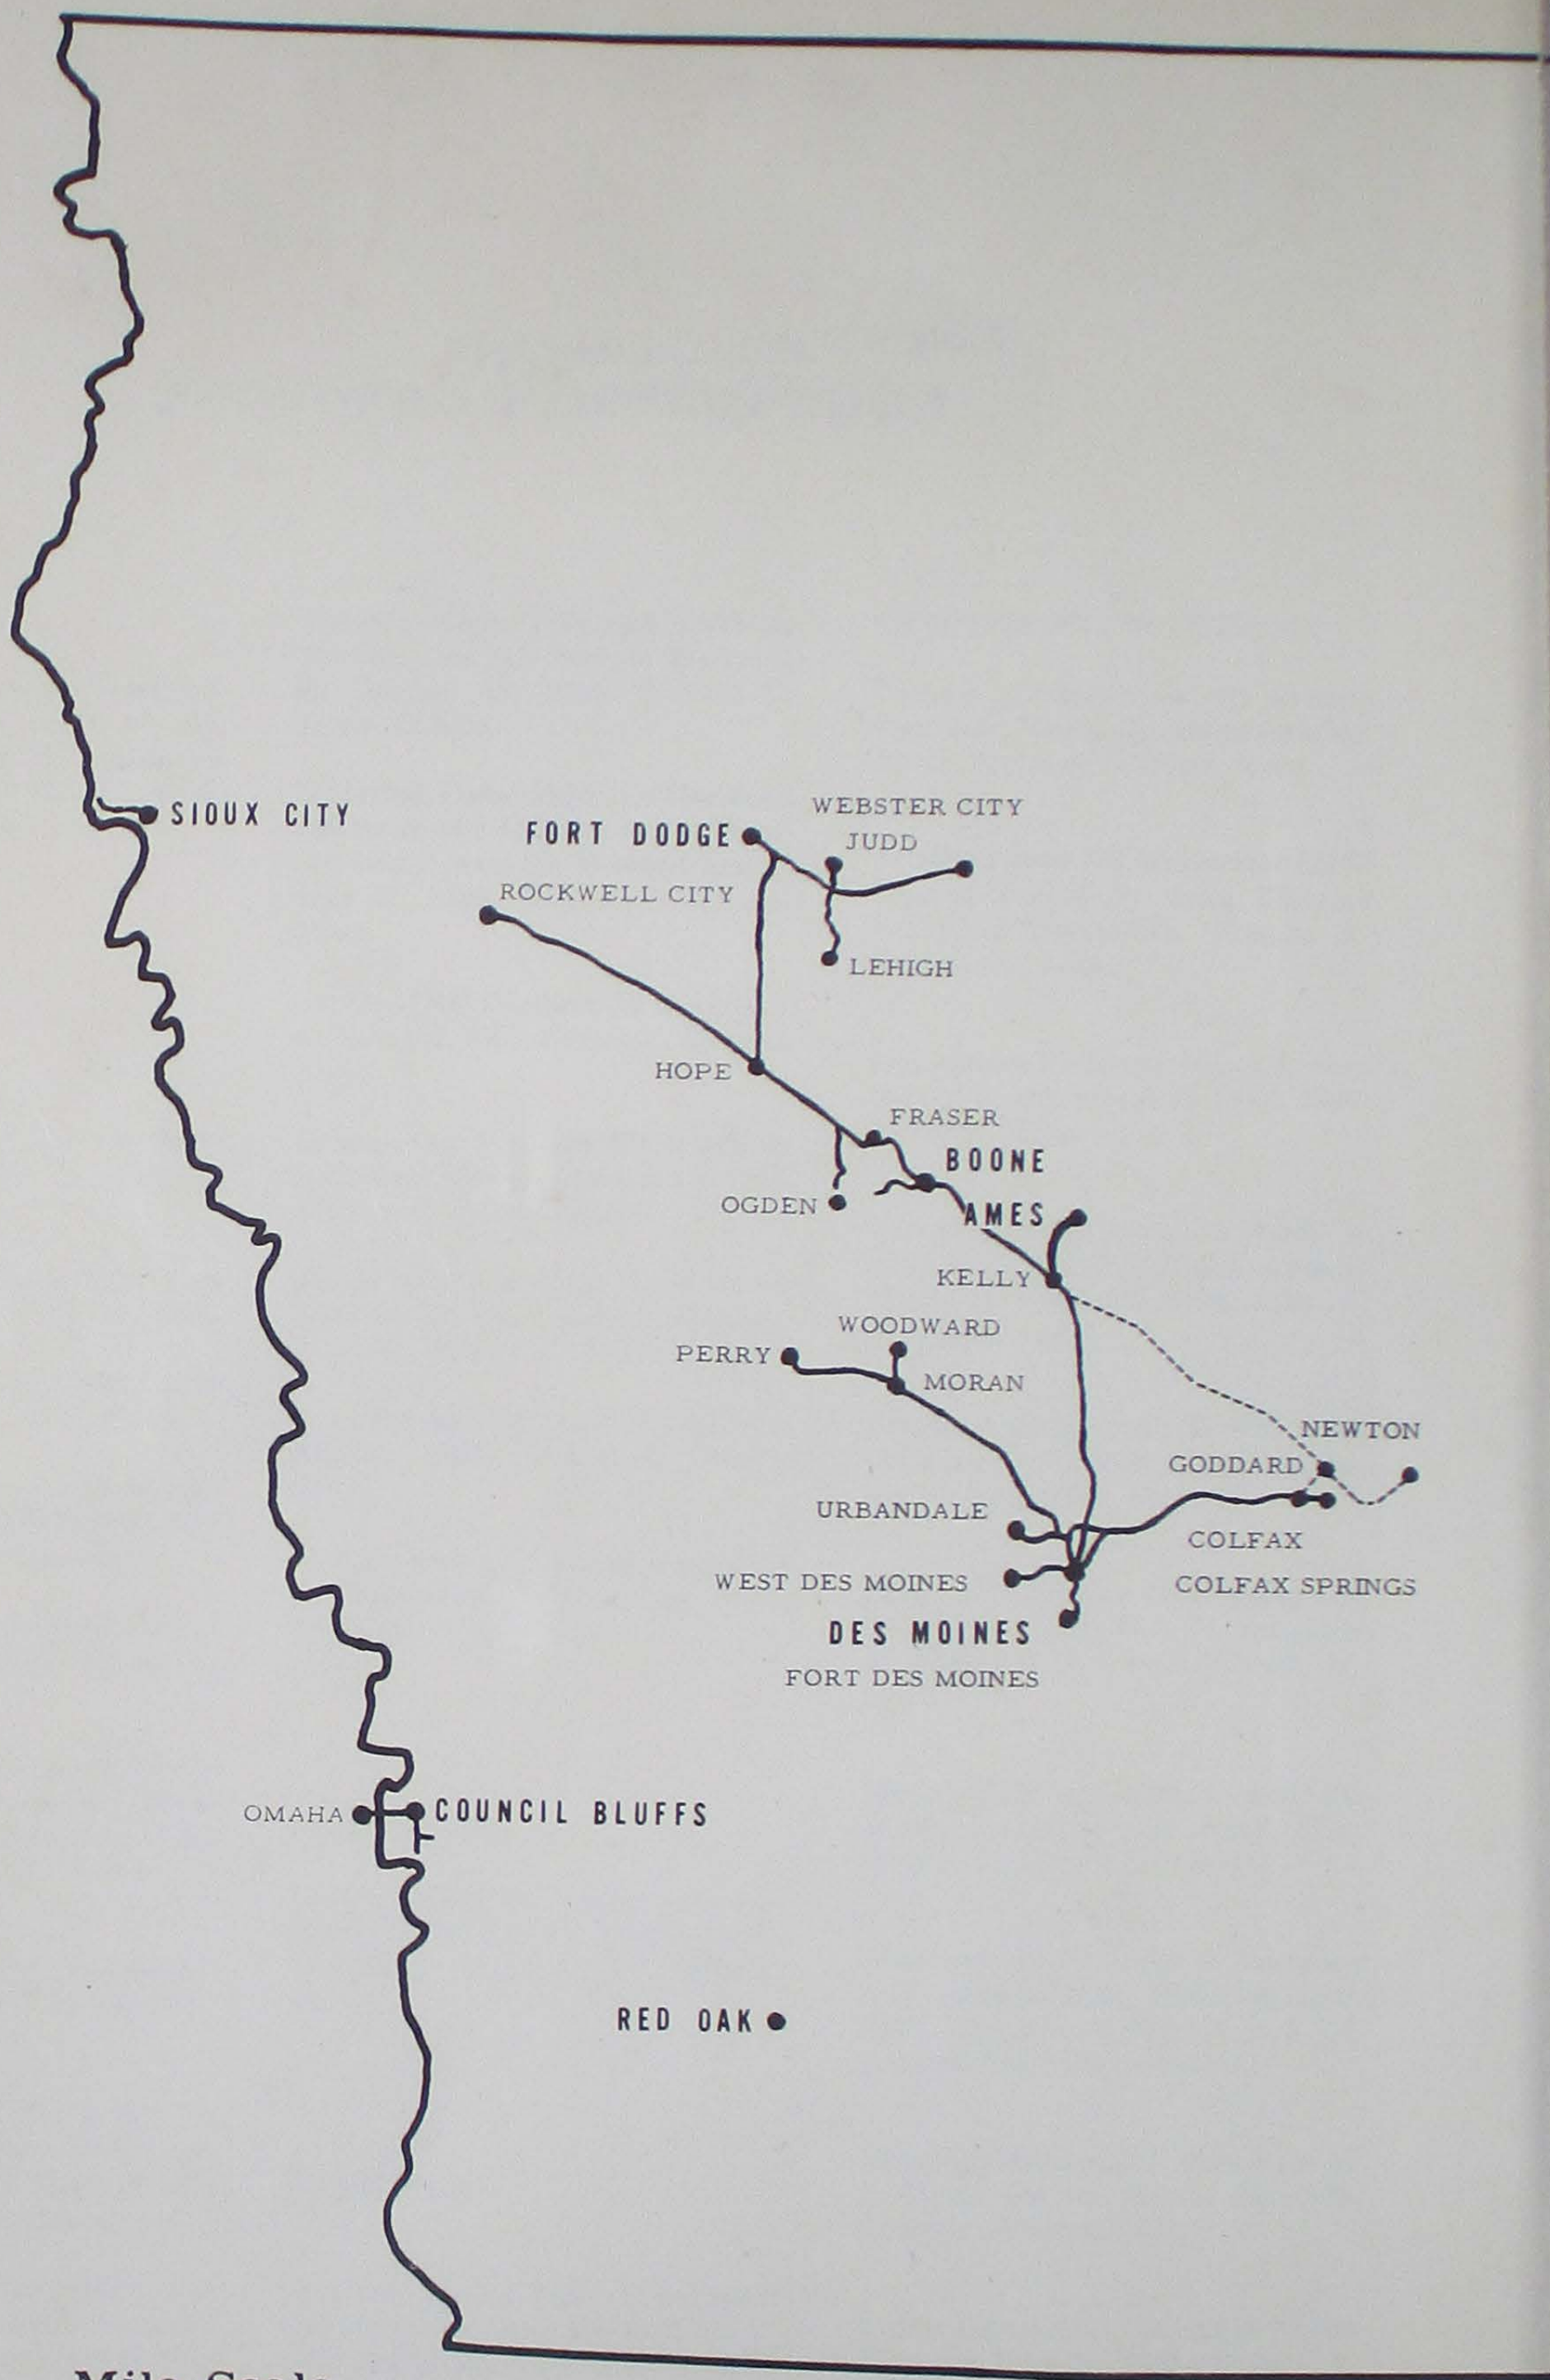 SIOUX CITY
WEBSTER CITY
FORT DODGE
JUDD
ROCKWELL CITY
LEHIGH
HOPE
FRASER
BOONE
OGDEN
AMES
KELLY
WOODWARD
PERRY
MORAN
NEWTON
GODDARD
URBANDALE
COLFAX
WEST DES MOINES
COLFAX SPRINGS
DES MOINES
FORT DES MOINES
OMAHA
COUNCIL BLUFFS
RED OAK
Mile Scale